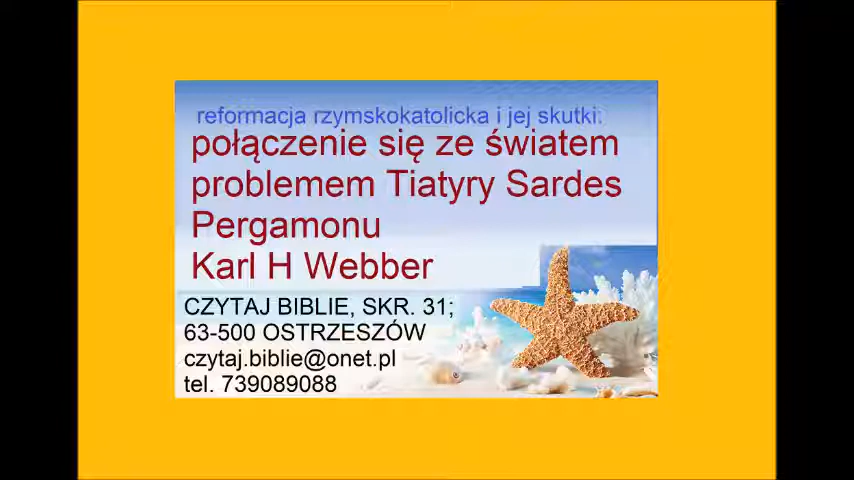 reformacja rzymskokatolicka i jej skutki:
połączenie się ze światem
problemem Tiatyry Sardes
Pergamonu
Karl H Webber
CZYTAJ BIBLIE, SKR. 31;
63-500 OSTRZESZÓW
czytaj.biblie@onet.pl
tel. 739089088